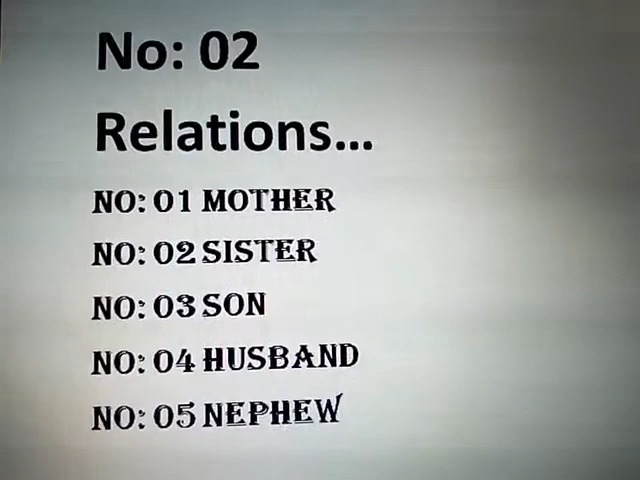 No: 02
Relations...
NO: 01 MOTHER
NO: 02 SISTER
NO: 03 SON
NO: 04 HUSBAND
NO: 05 NEPHEW